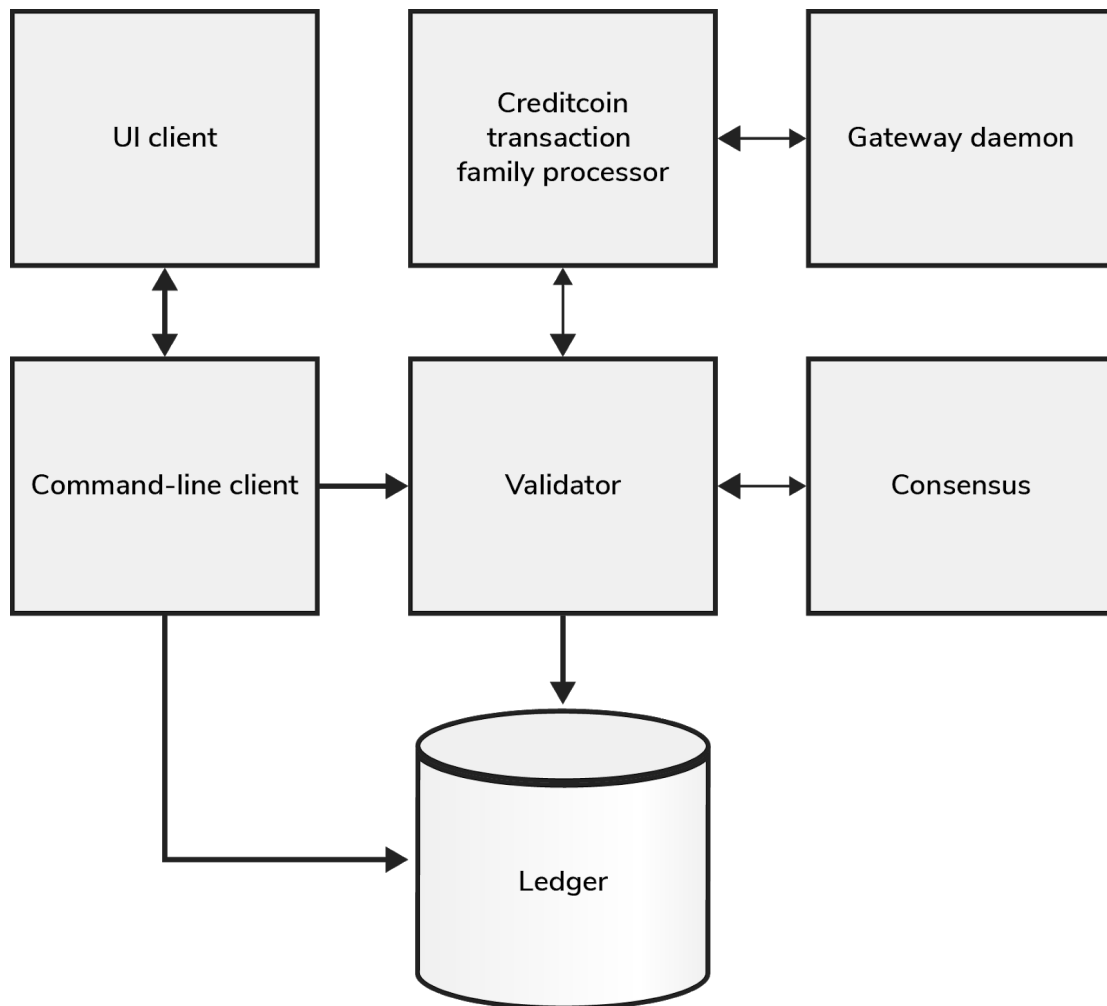 UI client
Creditcoin
transaction
family processor
Gateway daemon
Command-line client
Validator
Consensus
Ledger